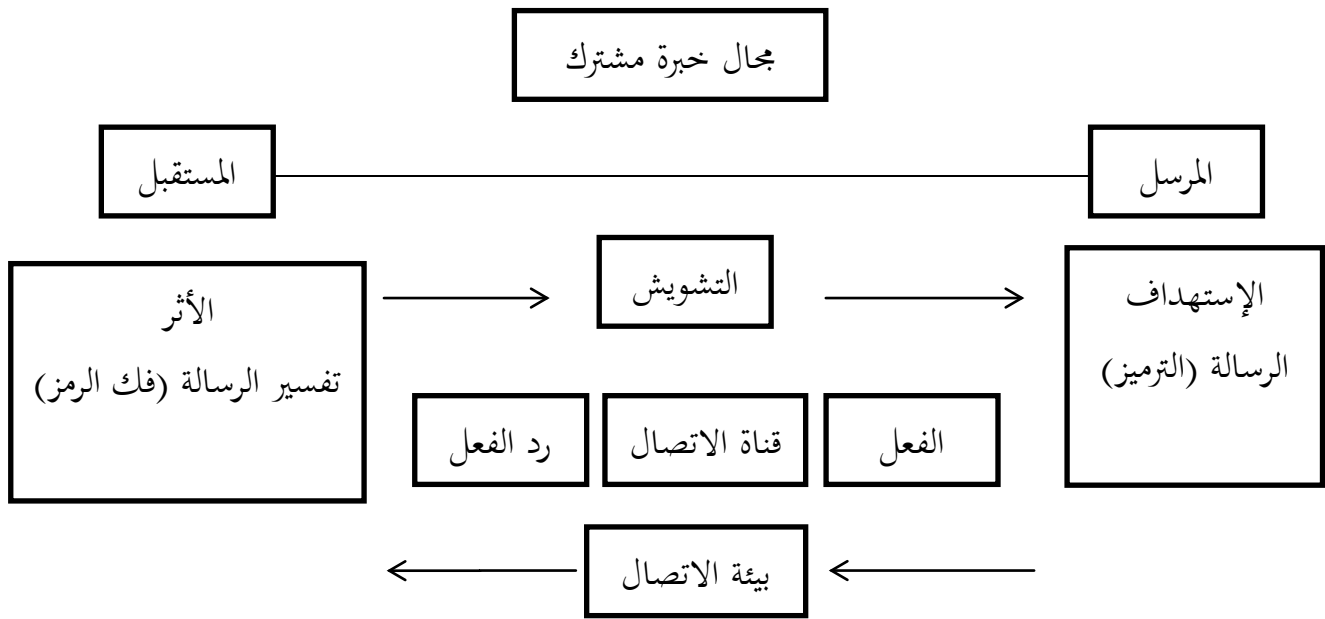 مجال خبرة مشترك
المرسل
المستقبل
الإستهداف
الرسالة (الترميز)
التشويش
الأثر
تفسير الرسالة (فك الرمز)
الفعل
قناة الاتصال
رد الفعل
بيئة الاتصال